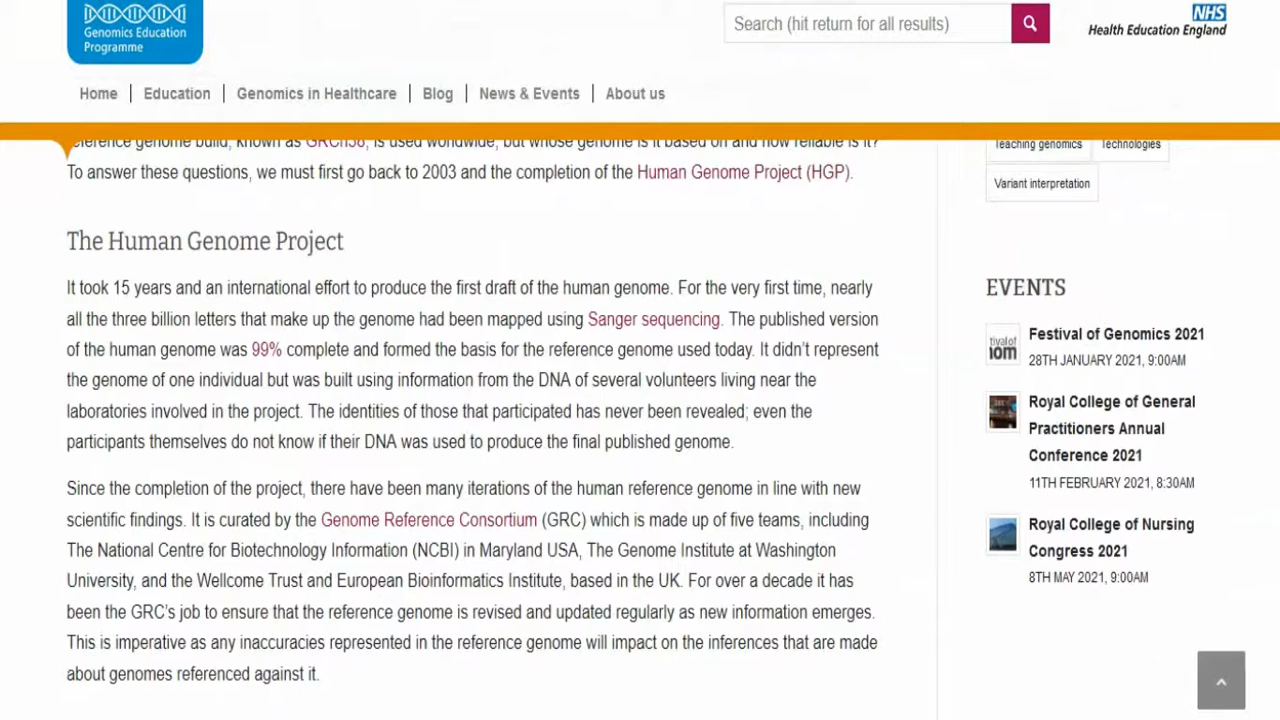 Genomics Education
Programme
Search (hit return for all results)
NHS
Health Education England
Home
Education
Genomics in Healthcare
Blog
News & Events
About us
reference genome build, known as GRCh38, is used worldwide, but whose genome is it based on and how reliable is it?
To answer these questions, we must first go back to 2003 and the completion of the Human Genome Project (HGP).
The Human Genome Project
It took 15 years and an international effort to produce the first draft of the human genome. For the very first time, nearly
all the three billion letters that make up the genome had been mapped using Sanger sequencing. The published version
of the human genome was 99% complete and formed the basis for the reference genome used today. It didn’t represent
the genome of one individual but was built using information from the DNA of several volunteers living near the
laboratories involved in the project. The identities of those that participated has never been revealed; even the
participants themselves do not know if their DNA was used to produce the final published genome.
Since the completion of the project, there have been many iterations of the human reference genome in line with new
scientific findings. It is curated by the Genome Reference Consortium (GRC) which is made up of five teams, including
The National Centre for Biotechnology Information (NCBI) in Maryland USA, The Genome Institute at Washington
University, and the Wellcome Trust and European Bioinformatics Institute, based in the UK. For over a decade it has
been the GRC’s job to ensure that the reference genome is revised and updated regularly as new information emerges.
This is imperative as any inaccuracies represented in the reference genome will impact on the inferences that are made
about genomes referenced against it.
Teaching genomics
Technologies
Variant interpretation
EVENTS
tival of
iom
Festival of Genomics 2021
28TH JANUARY 2021, 9:00AM
Royal College of General
Practitioners Annual
Conference 2021
11TH FEBRUARY 2021, 8:30AM
Royal College of Nursing
Congress 2021
8TH MAY 2021, 9:00AM